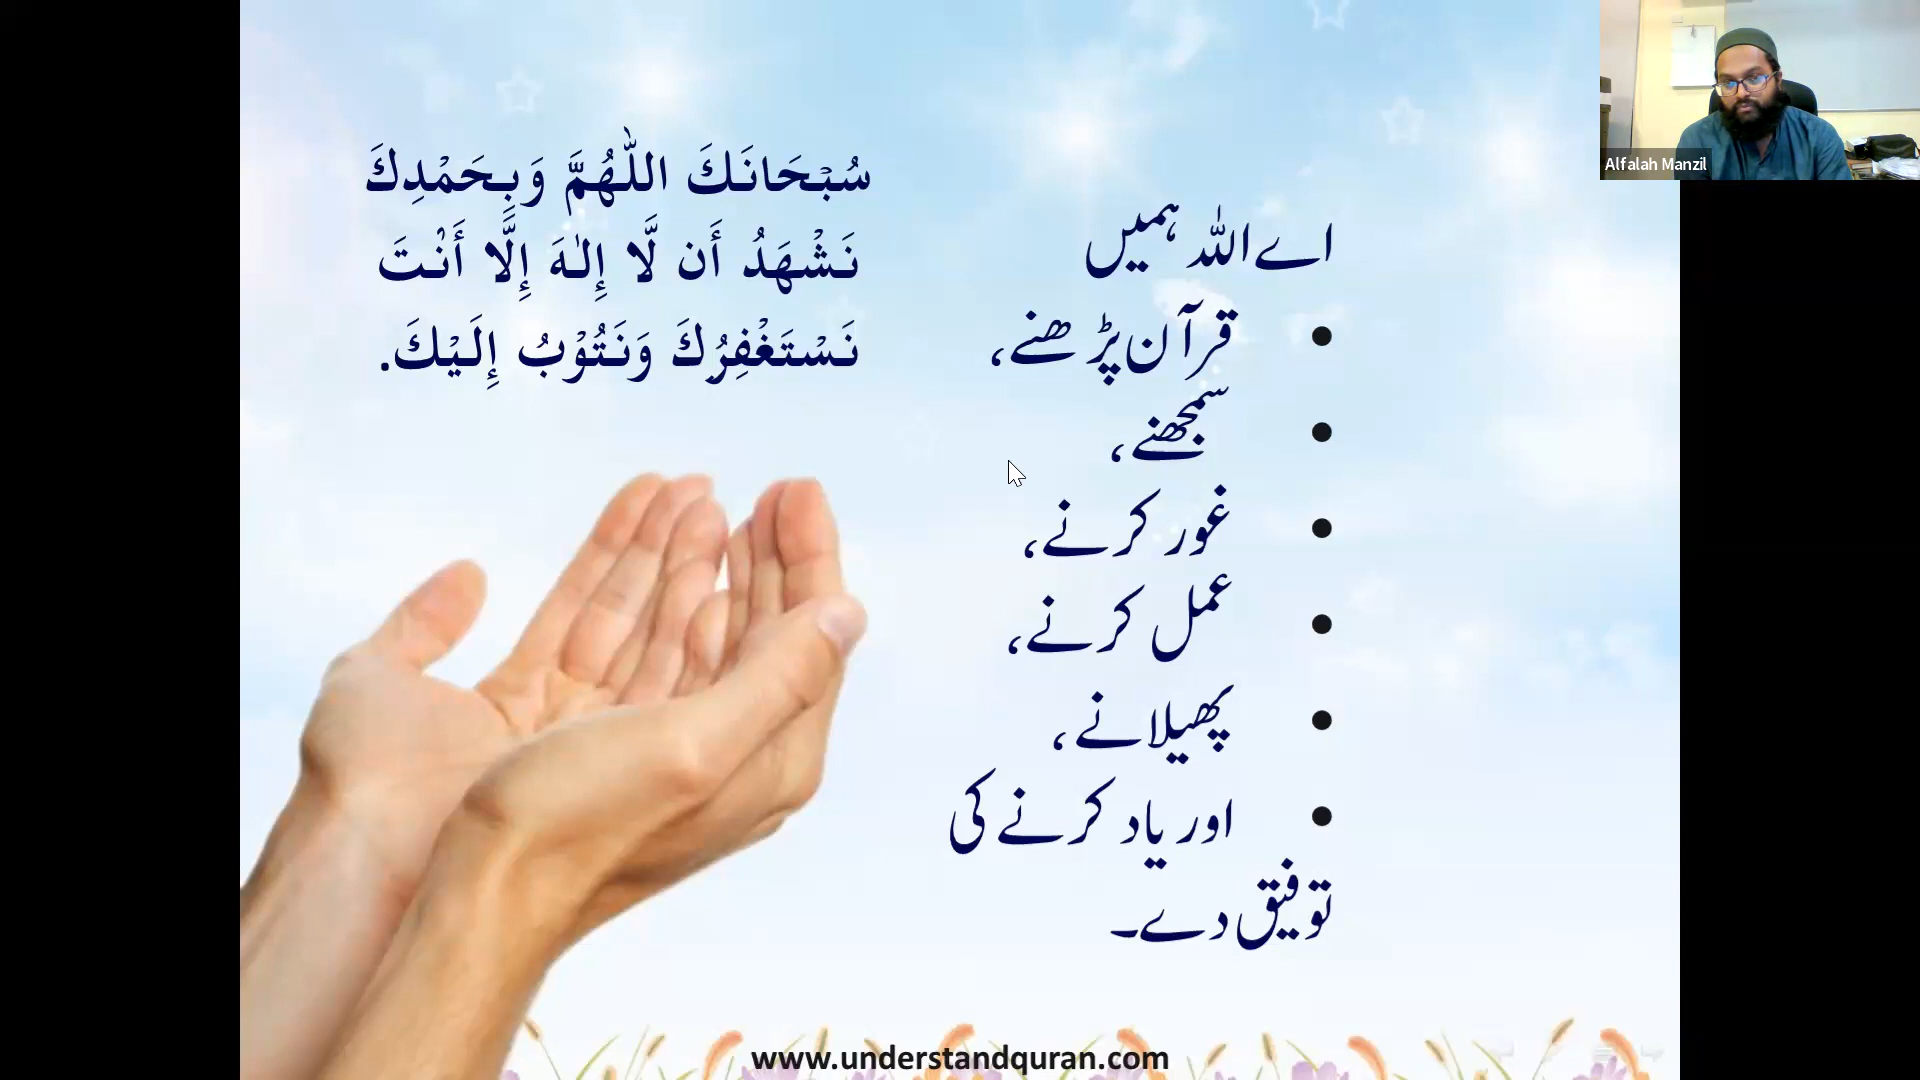 سُبْحَانَكَ اللّٰهُمَّ وَبِحَمْدِكَ
نَشْهَدُ أَن لَّا إِلٰهَ إِلَّا أَنْتَ
نَسْتَغْفِرُكَ وَنَتُوْبُ إِلَيْكَ.
اے اللہ ہمیں
• قرآن پڑھنے،
• سمجھنے،
• غور کرنے،
• عمل کرنے،
• پھیلانے،
• اور یاد کرنے کی
توفیق دے۔
Alfalah Manzil
www.understandquran.com